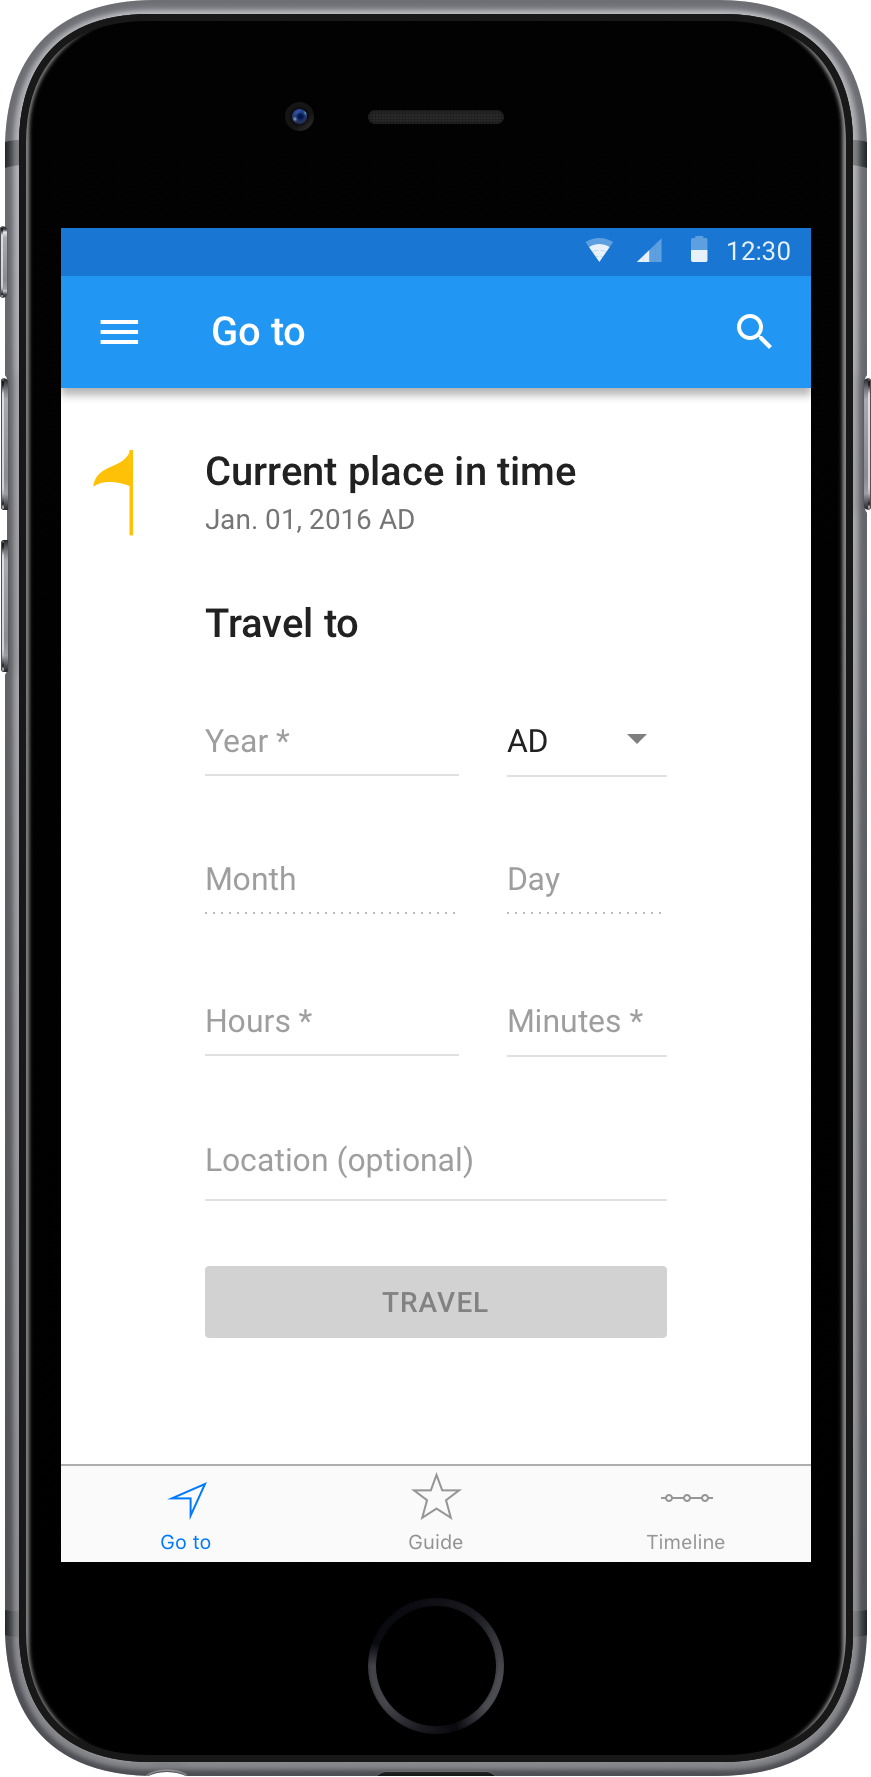 12:30
Go to
Current place in time
Jan. 01, 2016 AD
Travel to
Year * AD
Month Day
Hours * Minutes *
Location (optional)
TRAVEL
Go to Guide Timeline